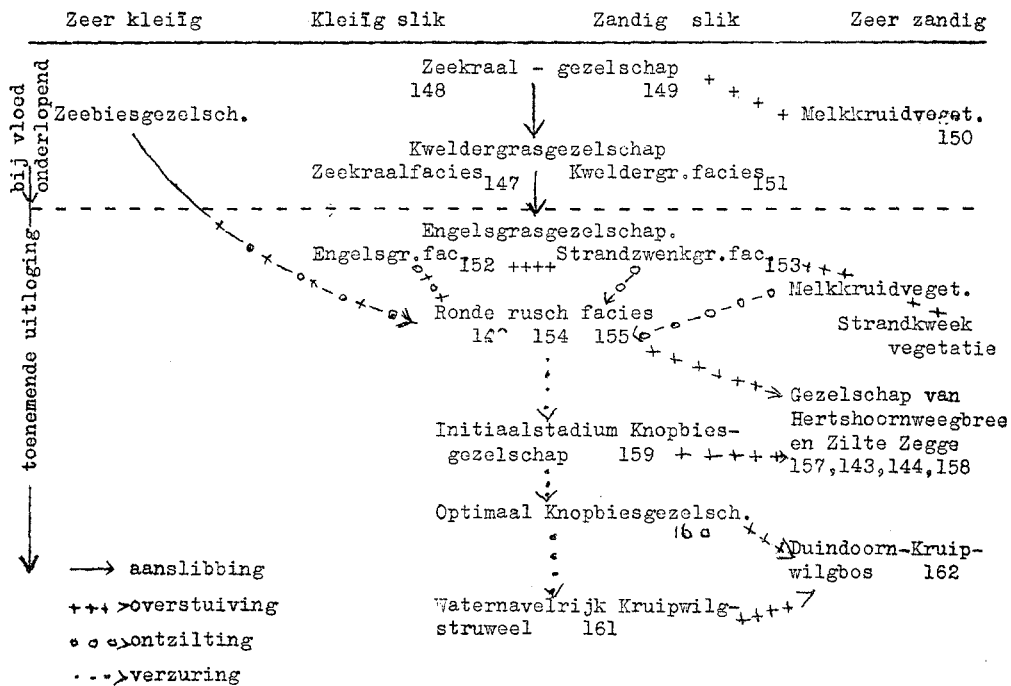 Zeer kleiïg Kleiïg slik Zandig slik Zeer zandig
Zeekraal - gezelschap
148 149
Zeebiesgezelsch.
Melkkruidveget.
150
bij vloed
onderlopend
Kweldergrasgezelschap
Zeekraalfacies 147 Kweldergr.facies 151
toenemende uitloging
Engelsgrasgezelschap.
Engelsgr.fac. 152 ++++ Strandzwenkgr.fac. 153
Melkkruidveget.
Strandkweek
vegetatie
Ronde rusch facies
154 155
Gezelschap van
Hertshoornweegbree
en Zilte Zegge
157,143,144,158
Initiaalstadium Knopbies-
gezelschap 159
Optimaal Knopbiesgezelsch.
160
Duindoorn-Kruip-
wilgbos 162
Waternavelrijk Kruipwilg-
struweel 161
aanslibbing
+++>overstuiving
ooo>ontzilting
...>verzuring